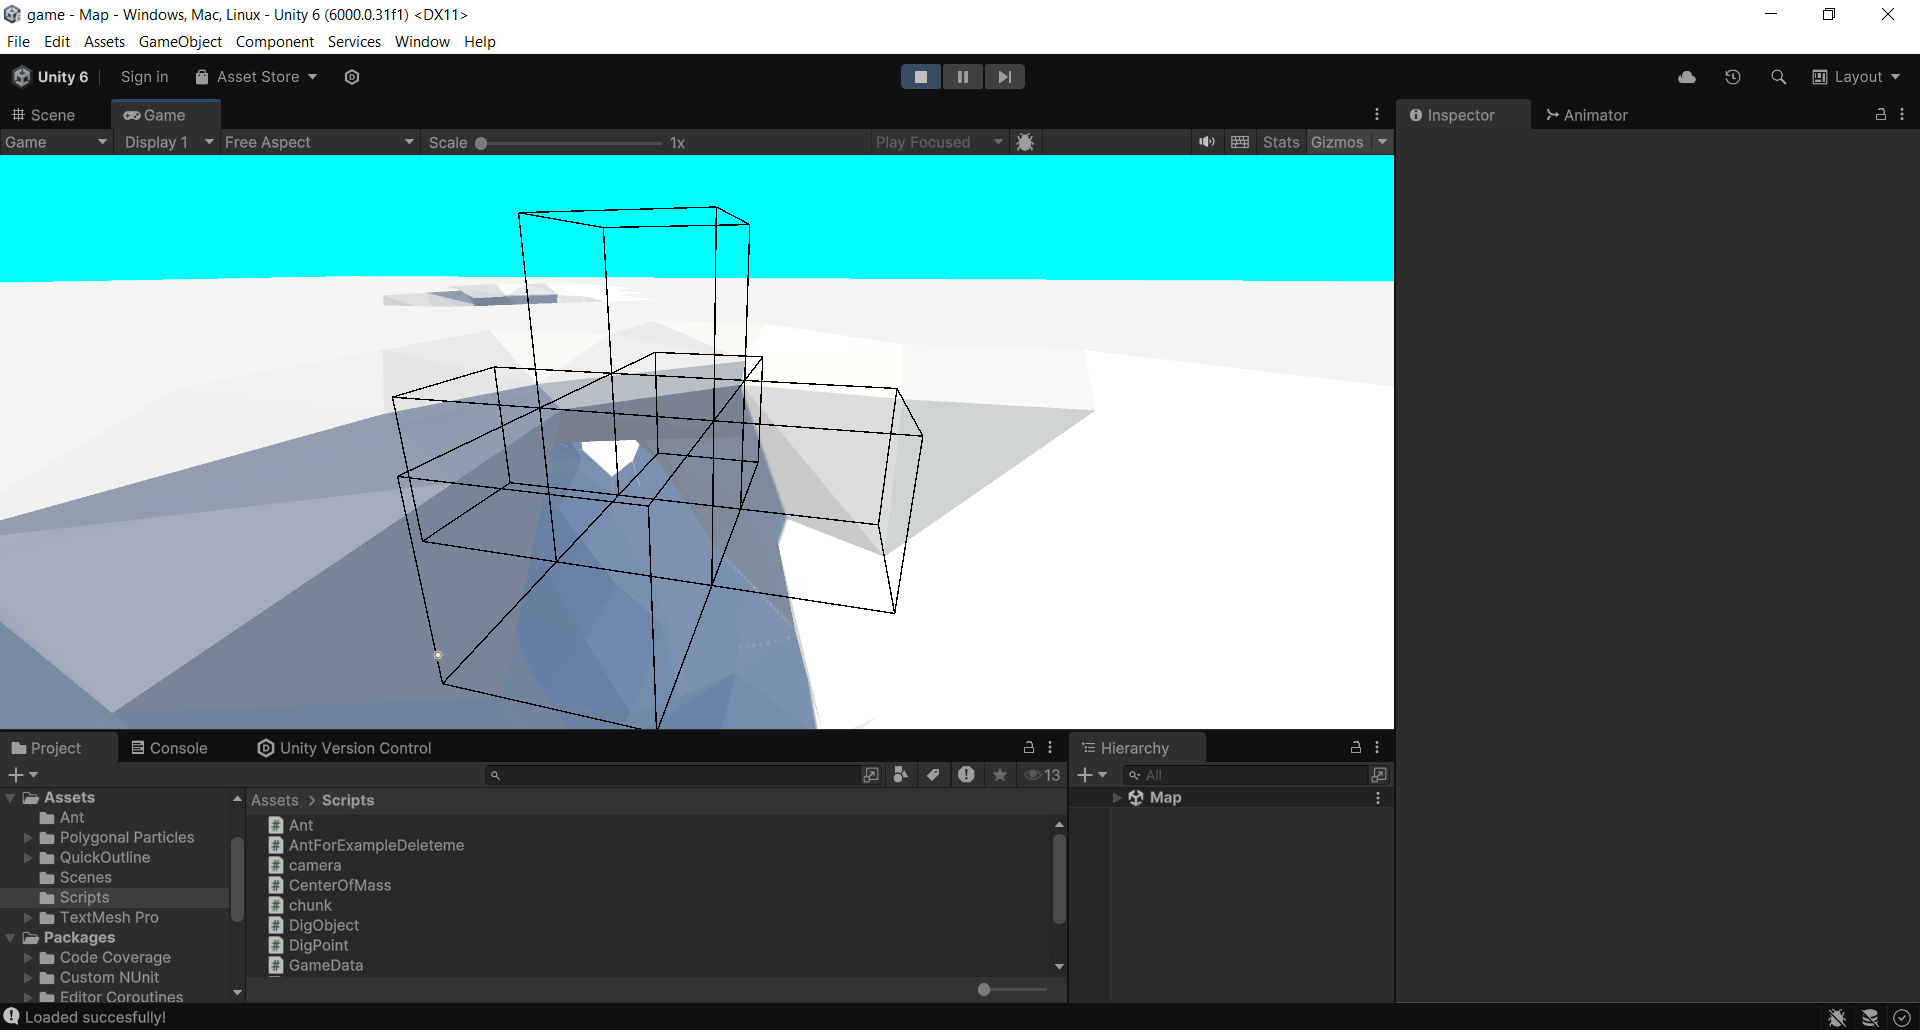 game - Map - Windows, Mac, Linux - Unity 6 (6000.0.31f1) <DX11>
File Edit Assets GameObject Component Services Window Help
Unity 6 Sign in Asset Store Layout
Scene Game Inspector Animator
Game Display 1 Free Aspect Scale 1x Play Focused Stats Gizmos
Project Console Unity Version Control Hierarchy
13 All
Assets Assets > Scripts Map
Ant
Polygonal Particles
QuickOutline
Scenes
Scripts
TextMesh Pro
Packages
Code Coverage
Custom NUnit
Editor Coroutines
Ant
AntForExampleDeleteme
camera
CenterOfMass
chunk
DigObject
DigPoint
GameData
Loaded succesfully!